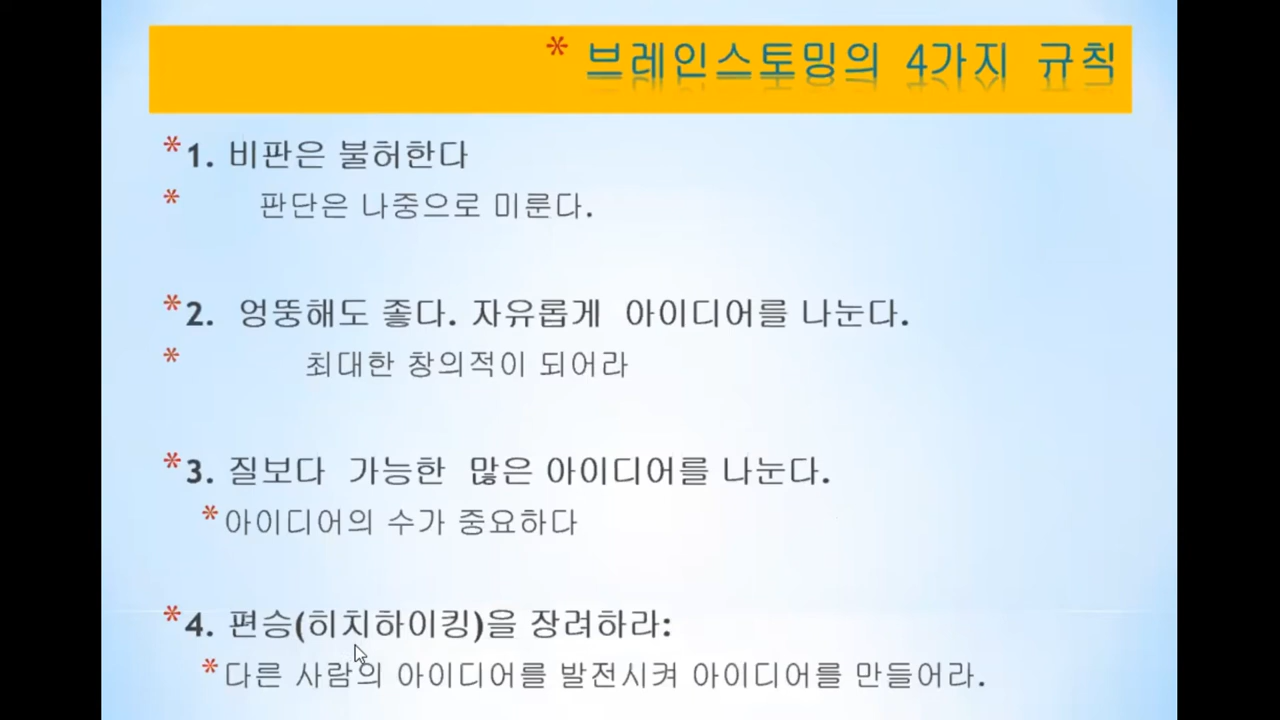 * 브레인스토밍의 4가지 규칙
* 1. 비판은 불허한다
* 판단은 나중으로 미룬다.
* 2. 엉뚱해도 좋다. 자유롭게 아이디어를 나눈다.
* 최대한 창의적이 되어라
* 3. 질보다 가능한 많은 아이디어를 나눈다.
* 아이디어의 수가 중요하다
* 4. 편승(히치하이킹)을 장려하라:
* 다른 사람의 아이디어를 발전시켜 아이디어를 만들어라.